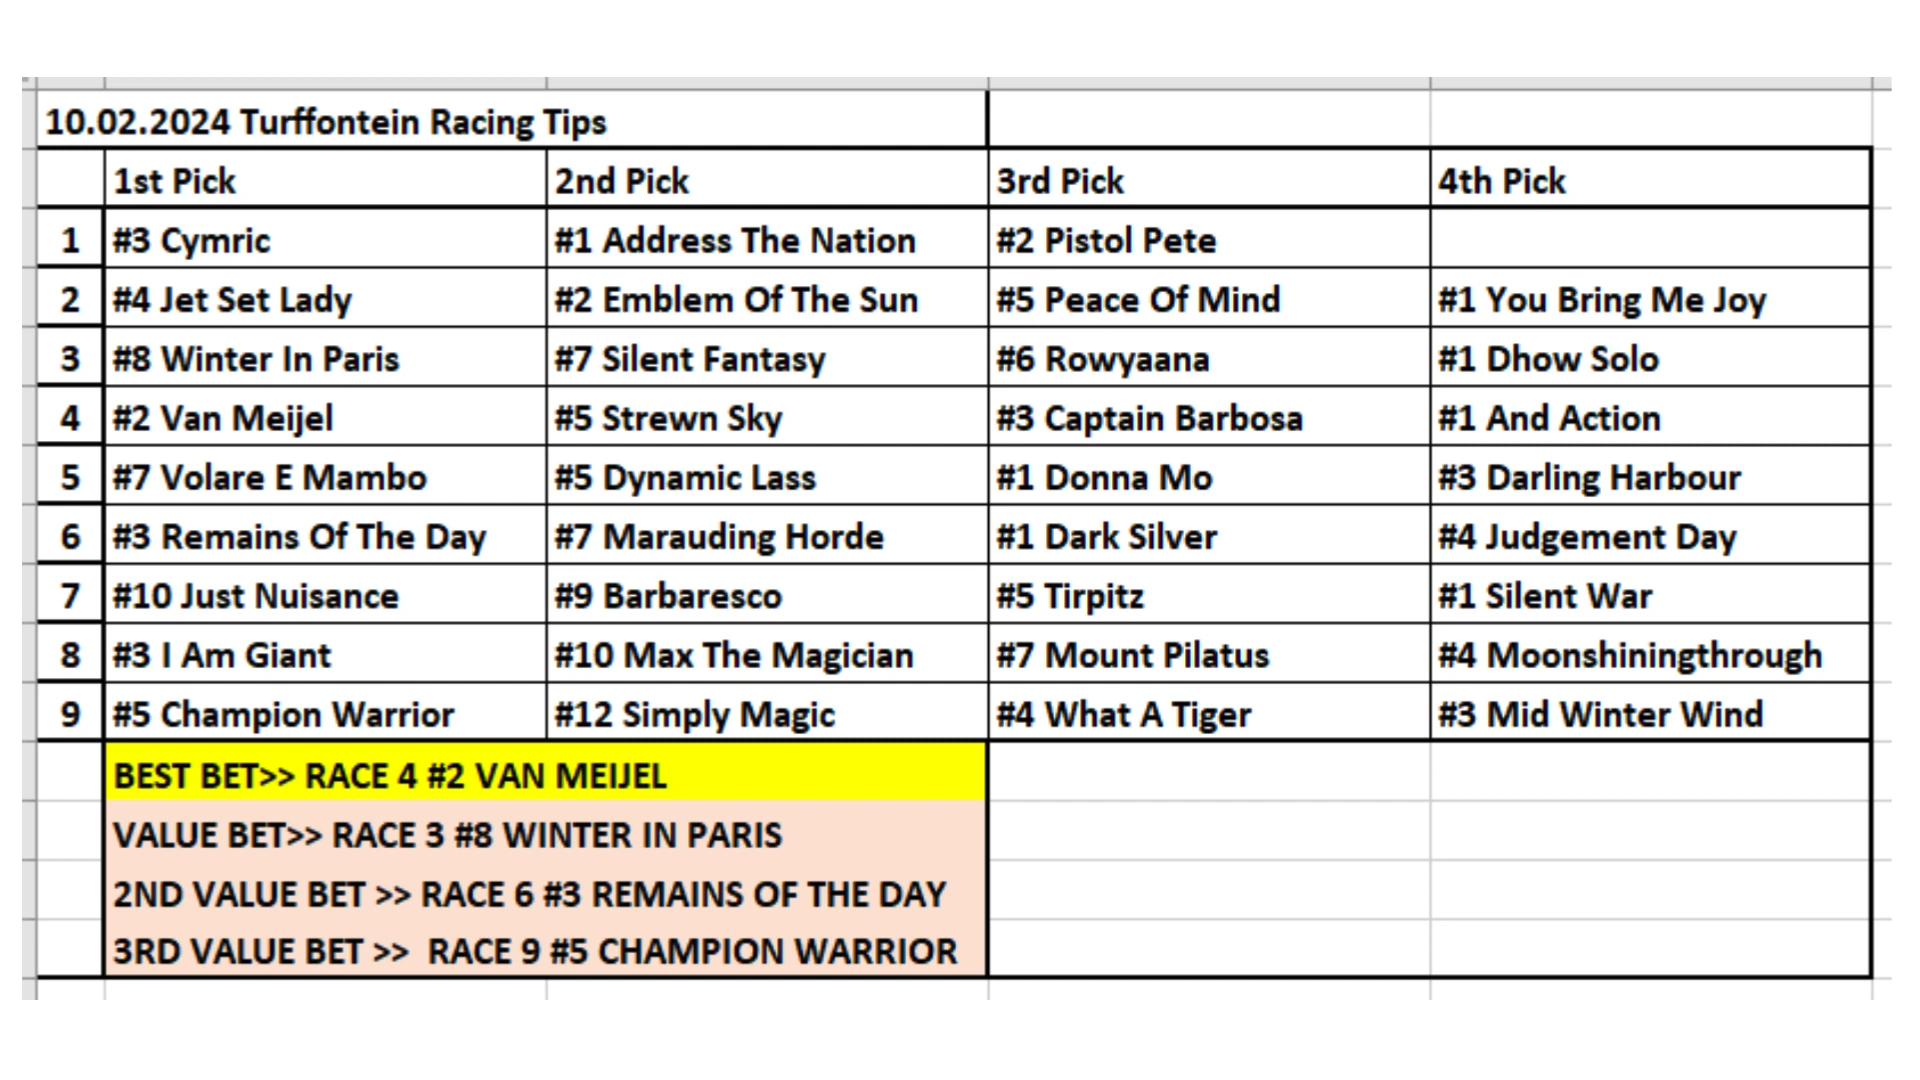 10.02.2024 Turffontein Racing Tips
1st Pick 2nd Pick 3rd Pick 4th Pick
1 #3 Cymric #1 Address The Nation #2 Pistol Pete
2 #4 Jet Set Lady #2 Emblem Of The Sun #5 Peace Of Mind #1 You Bring Me Joy
3 #8 Winter In Paris #7 Silent Fantasy #6 Rowyaana #1 Dhow Solo
4 #2 Van Meijel #5 Strewn Sky #3 Captain Barbosa #1 And Action
5 #7 Volare E Mambo #5 Dynamic Lass #1 Donna Mo #3 Darling Harbour
6 #3 Remains Of The Day #7 Marauding Horde #1 Dark Silver #4 Judgement Day
7 #10 Just Nuisance #9 Barbaresco #5 Tirpitz #1 Silent War
8 #3 I Am Giant #10 Max The Magician #7 Mount Pilatus #4 Moonshiningthrough
9 #5 Champion Warrior #12 Simply Magic #4 What A Tiger #3 Mid Winter Wind
BEST BET>> RACE 4 #2 VAN MEIJEL
VALUE BET>> RACE 3 #8 WINTER IN PARIS
2ND VALUE BET >> RACE 6 #3 REMAINS OF THE DAY
3RD VALUE BET >>  RACE 9 #5 CHAMPION WARRIOR